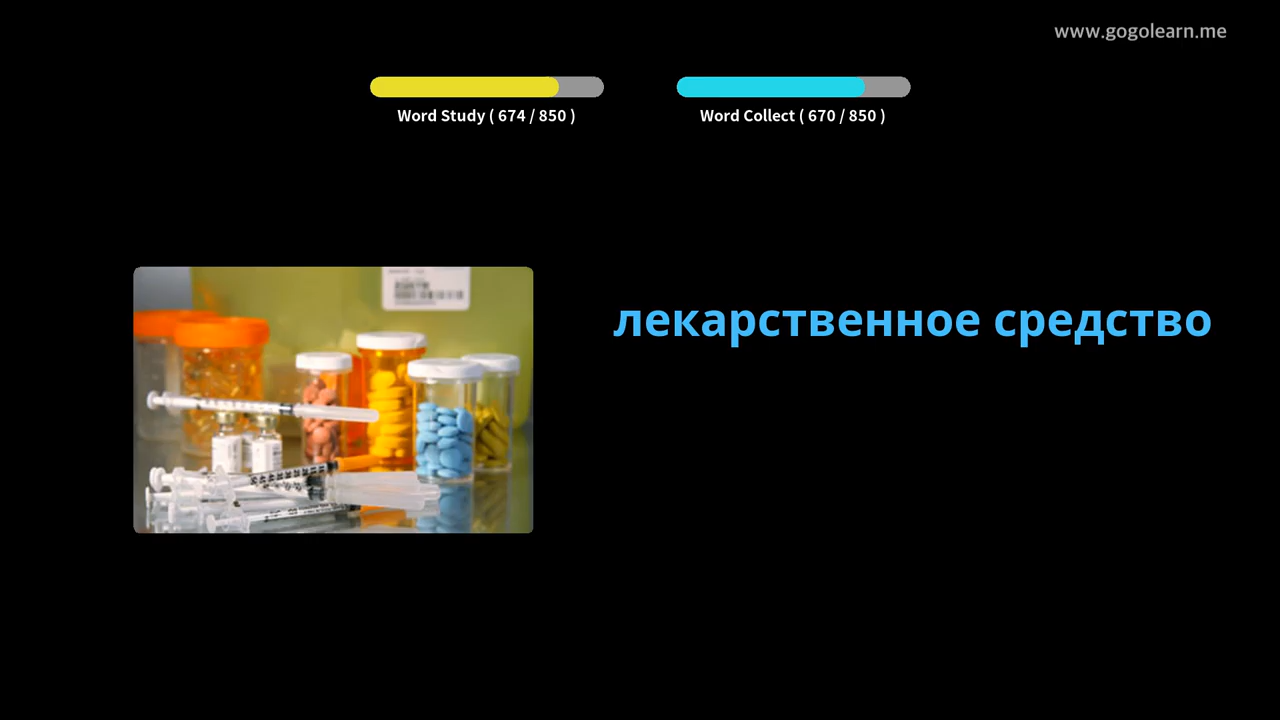 www.gogolearn.me
Word Study ( 674 / 850 )
Word Collect ( 670 / 850 )
лекарственное средство